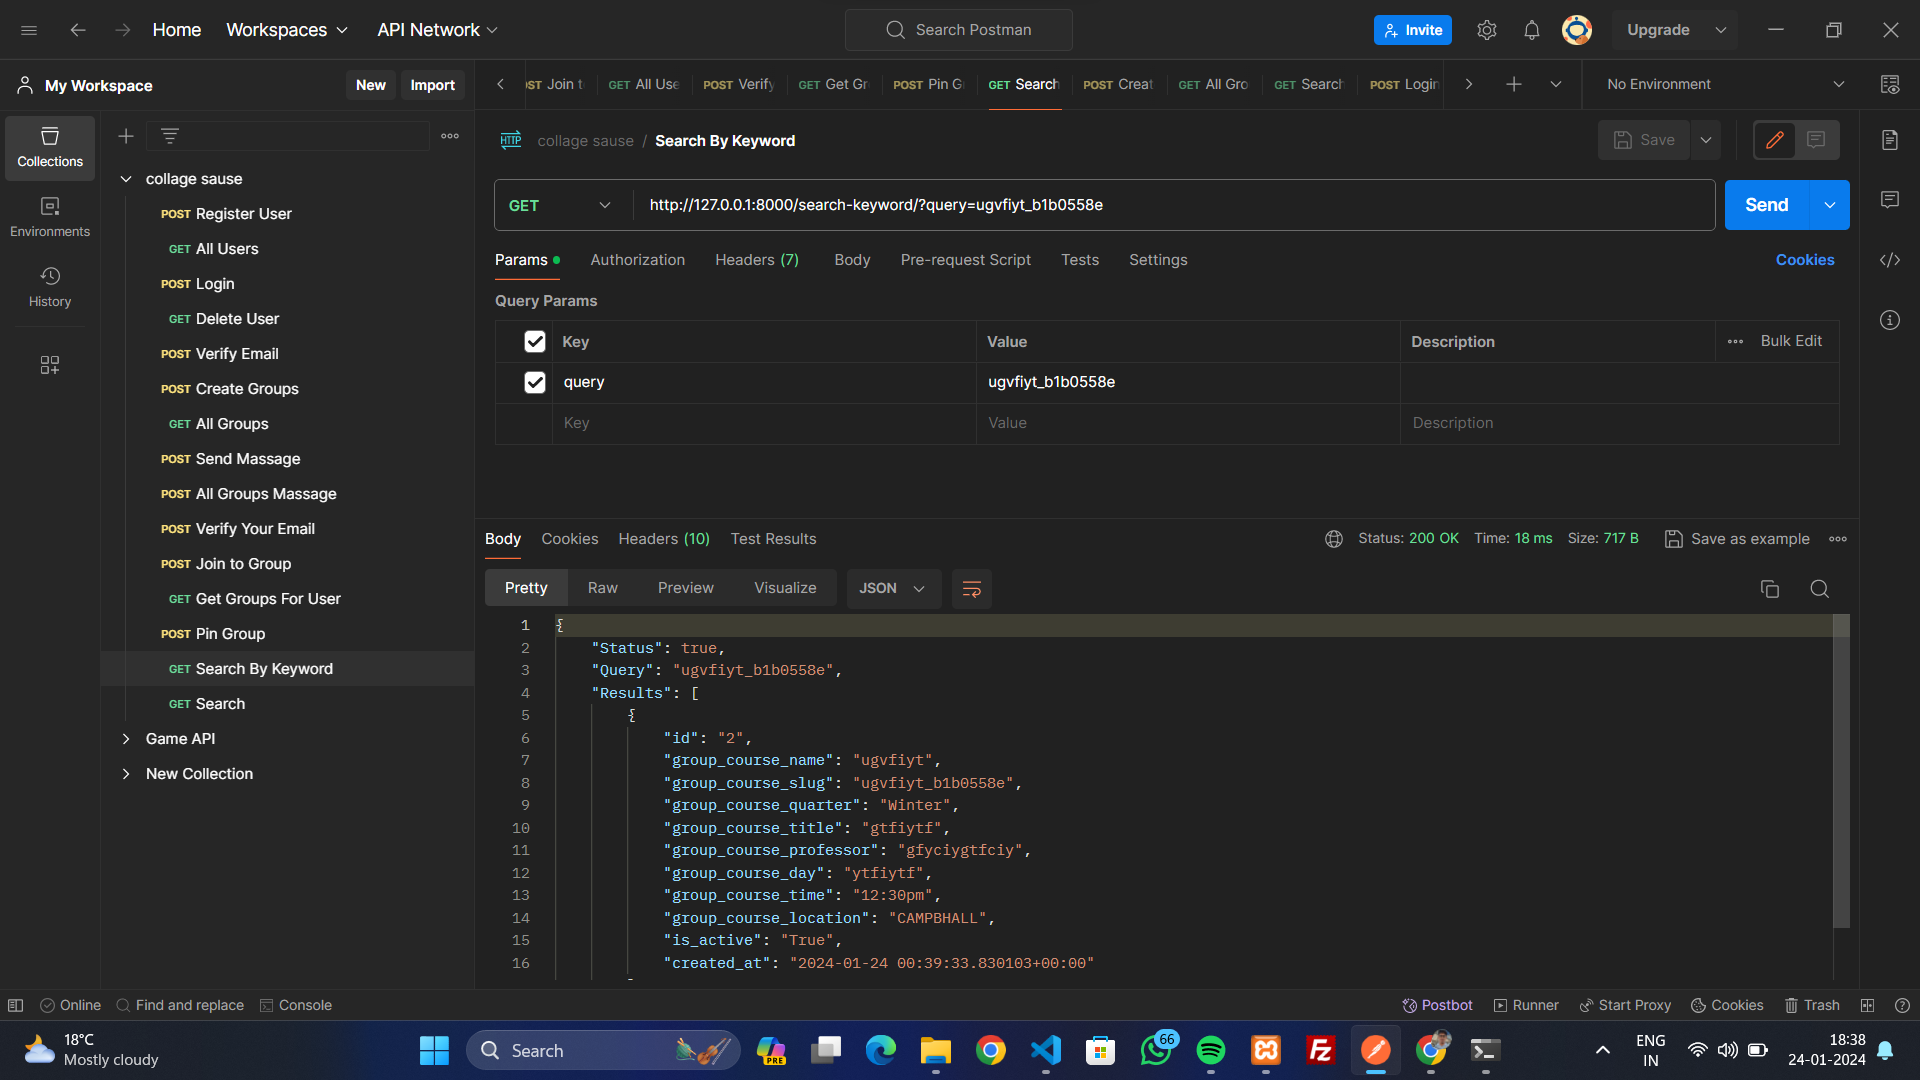 Home
Workspaces
API Network
Search Postman
Invite
Upgrade
My Workspace
New
Import
OST Join t
GET All Use
POST Verify
GET Get Gr
POST Pin G
GET Search
POST Creat
GET All Gro
GET Search
POST Login
No Environment
Collections
Environments
History
collage sause
POST Register User
GET All Users
POST Login
GET Delete User
POST Verify Email
POST Create Groups
GET All Groups
POST Send Massage
POST All Groups Massage
POST Verify Your Email
POST Join to Group
GET Get Groups For User
POST Pin Group
GET Search By Keyword
GET Search
Game API
New Collection
HTTP collage sause / Search By Keyword
Save
GET
http://127.0.0.1:8000/search-keyword/?query=ugvfiyt_b1b0558e
Send
Params
Authorization
Headers (7)
Body
Pre-request Script
Tests
Settings
Cookies
Query Params
Key
Value
Description
Bulk Edit
query
ugvfiyt_b1b0558e
Key
Value
Description
Body
Cookies
Headers (10)
Test Results
Status: 200 OK
Time: 18 ms
Size: 717 B
Save as example
Pretty
Raw
Preview
Visualize
JSON
1 {
2 "Status": true,
3 "Query": "ugvfiyt_b1b0558e",
4 "Results": [
5 {
6 "id": "2",
7 "group_course_name": "ugvfiyt",
8 "group_course_slug": "ugvfiyt_b1b0558e",
9 "group_course_quarter": "Winter",
10 "group_course_title": "gtfiytf",
11 "group_course_professor": "gfyciygtfciy",
12 "group_course_day": "ytfiytf",
13 "group_course_time": "12:30pm",
14 "group_course_location": "CAMPBHALL",
15 "is_active": "True",
16 "created_at": "2024-01-24 00:39:33.830103+00:00"
Online
Find and replace
Console
Postbot
Runner
Start Proxy
Cookies
Trash
18°C
Mostly cloudy
Search
PRE
66
Fz
ENG
IN
18:38
24-01-2024